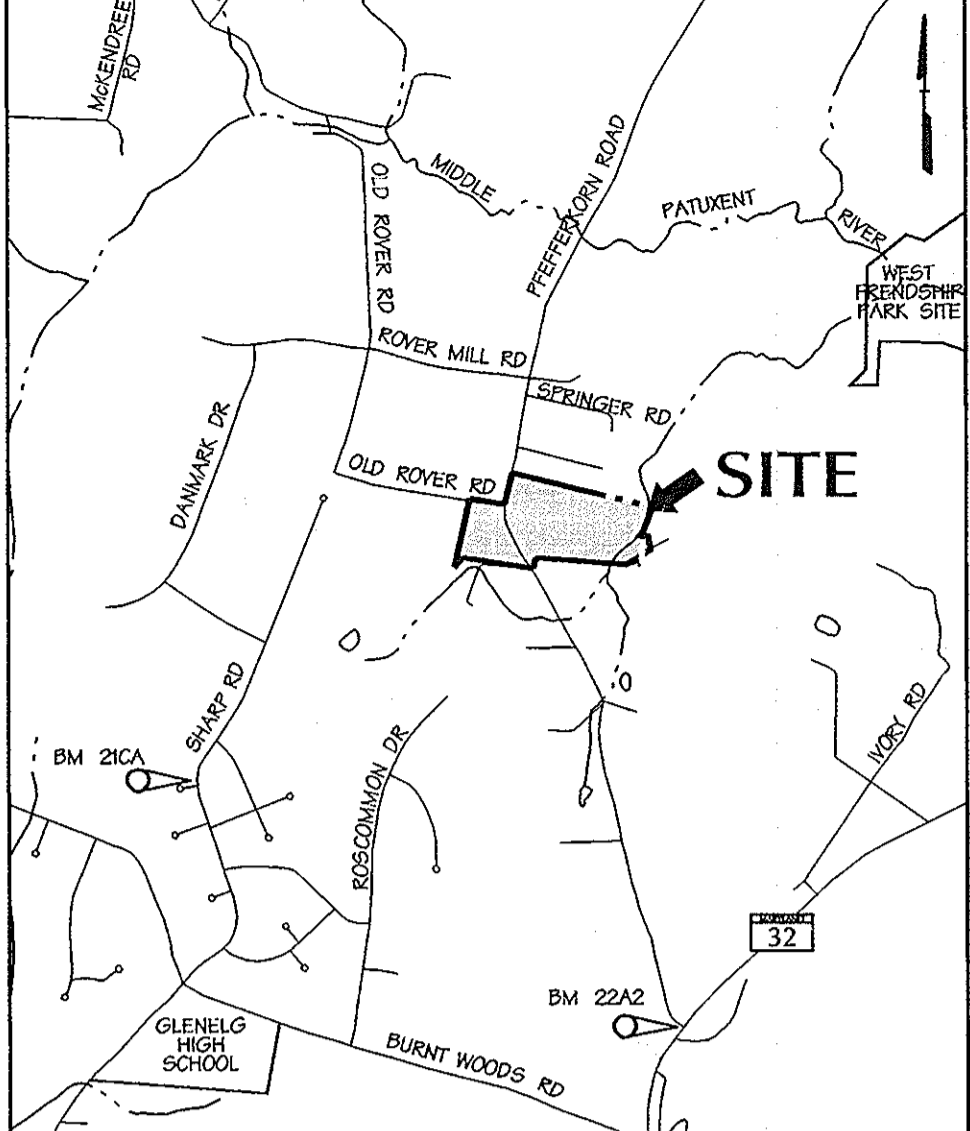 McKENDREE
RD
OLD ROVER RD
MIDDLE
PFEFFERKORN ROAD
PATUXENT
RIVER
WEST
FRENDSHIP
PARK SITE
ROVER MILL RD
SPRINGER RD
DANMARK DR
OLD ROVER RD
SITE
SHARP RD
BM 21CA
ROSCOMMON DR
IVORY RD
32
BM 22A2
GLENELG
HIGH
SCHOOL
BURNT WOODS RD